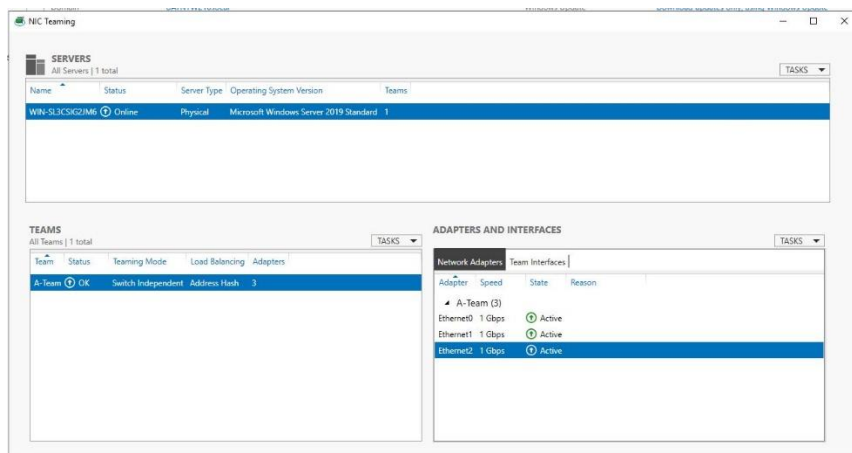 NIC Teaming
SERVERS
All Servers | 1 total
TASKS
Name Status Server Type Operating System Version Teams
WIN-SL3CSIG2JM6 Online Physical Microsoft Windows Server 2019 Standard 1
TEAMS
All Teams | 1 total
TASKS
Team Status Teaming Mode Load Balancing Adapters
A-Team OK Switch Independent Address Hash 3
ADAPTERS AND INTERFACES
TASKS
Network Adapters Team Interfaces
Adapter Speed State Reason
A-Team (3)
Ethernet0 1 Gbps Active
Ethernet1 1 Gbps Active
Ethernet2 1 Gbps Active